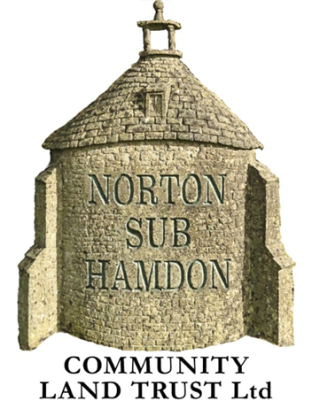 NORTON
SUB
HAMDON
COMMUNITY
LAND TRUST Ltd